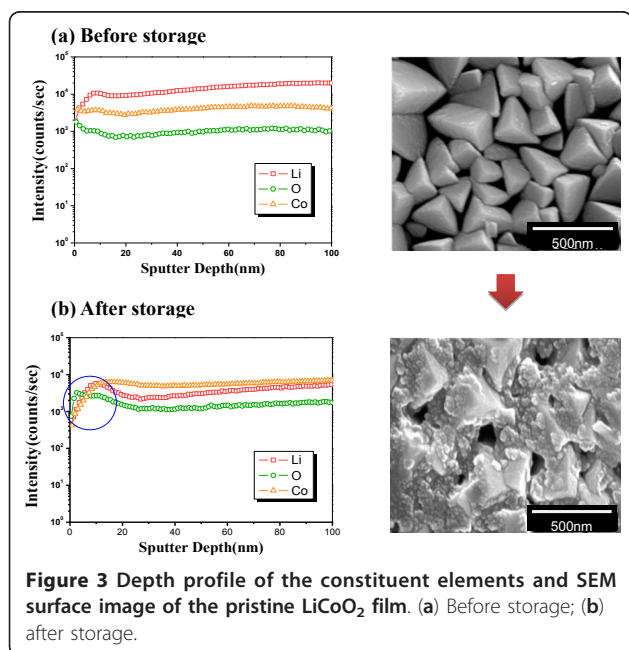 (a) Before storage
10⁵
10⁴
10³
10²
10¹
10⁰
Intensity(counts/sec)
Li
O
Co
0 20 40 60 80 100
Sputter Depth(nm)
500nm
(b) After storage
10⁵
10⁴
10³
10²
10¹
10⁰
Intensity(counts/sec)
Li
O
Co
0 20 40 60 80 100
Sputter Depth(nm)
500nm
Figure 3 Depth profile of the constituent elements and SEM
surface image of the pristine LiCoO₂ film. (a) Before storage; (b)
after storage.